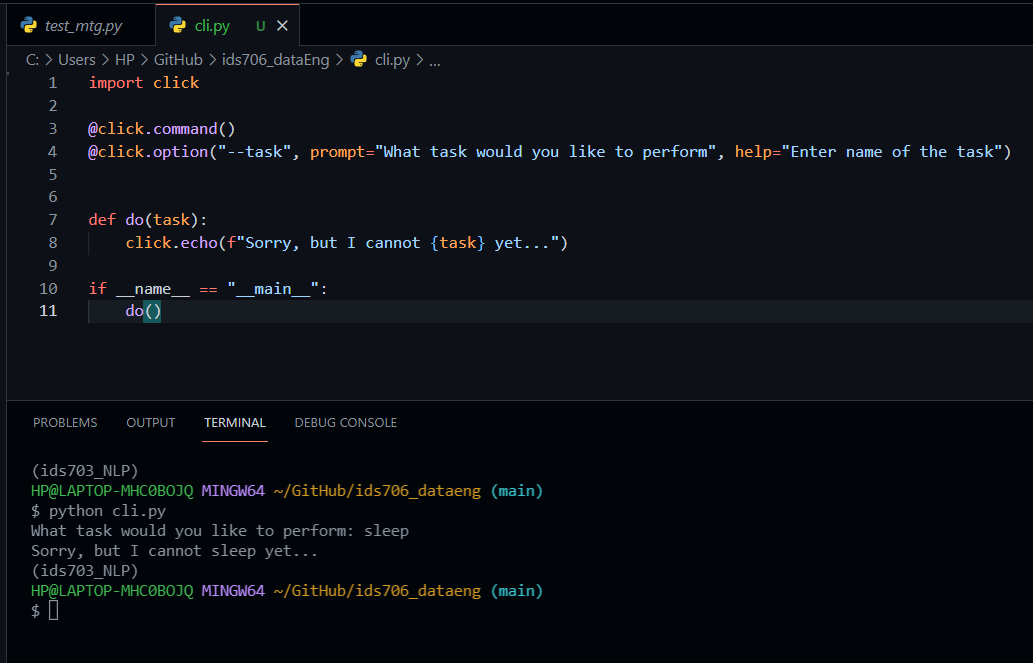 test_mtg.py cli.py U
C: > Users > HP > GitHub > ids706_dataEng > cli.py > ...
1 import click
2
3 @click.command()
4 @click.option("--task", prompt="What task would you like to perform", help="Enter name of the task")
5
6
7 def do(task):
8     click.echo(f"Sorry, but I cannot {task} yet...")
9
10 if __name__ == "__main__":
11     do()
PROBLEMS OUTPUT TERMINAL DEBUG CONSOLE
(ids703_NLP)
HP@LAPTOP-MHC0BOJQ MINGW64 ~/GitHub/ids706_dataeng (main)
$ python cli.py
What task would you like to perform: sleep
Sorry, but I cannot sleep yet...
(ids703_NLP)
HP@LAPTOP-MHC0BOJQ MINGW64 ~/GitHub/ids706_dataeng (main)
$